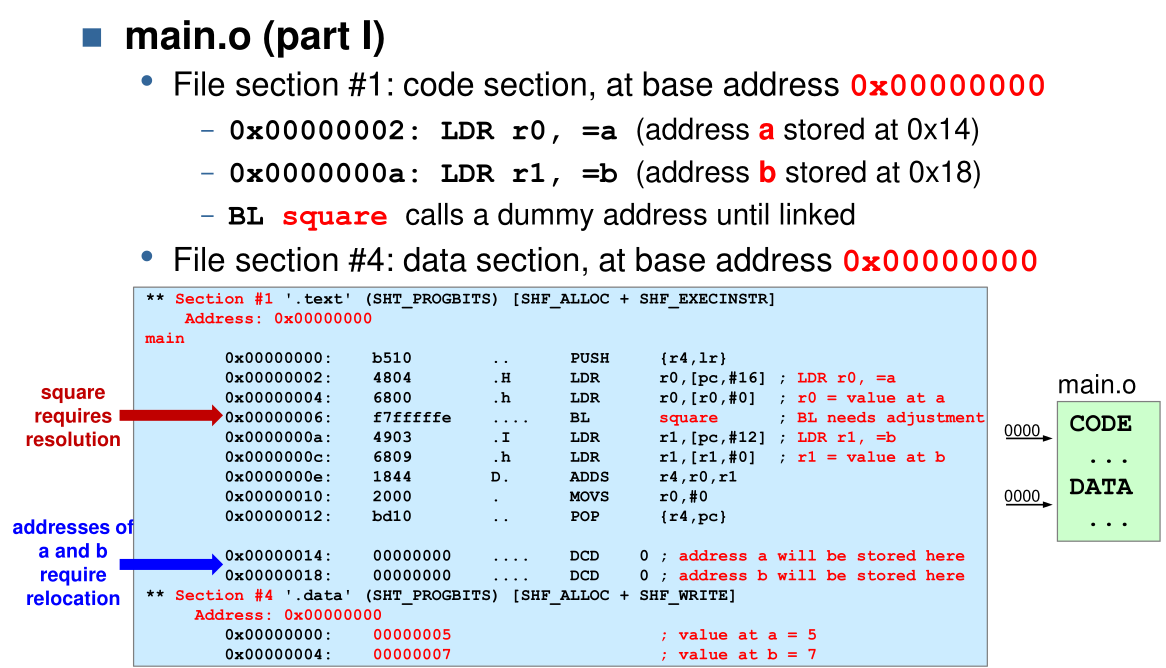 main.o (part I)
• File section #1: code section, at base address 0x00000000
– 0x00000002: LDR r0, =a (address a stored at 0x14)
– 0x0000000a: LDR r1, =b (address b stored at 0x18)
– BL square calls a dummy address until linked
• File section #4: data section, at base address 0x00000000
** Section #1 '.text' (SHT_PROGBITS) [SHF_ALLOC + SHF_EXECINSTR]
Address: 0x00000000
main
0x00000000: b510 .. PUSH {r4,lr}
0x00000002: 4804 .H LDR r0,[pc,#16] ; LDR r0, =a
0x00000004: 6800 .h LDR r0,[r0,#0] ; r0 = value at a
0x00000006: f7fffffe .... BL square ; BL needs adjustment
0x0000000a: 4903 .I LDR r1,[pc,#12] ; LDR r1, =b
0x0000000c: 6809 .h LDR r1,[r1,#0] ; r1 = value at b
0x0000000e: 1844 D. ADDS r4,r0,r1
0x00000010: 2000 . MOVS r0,#0
0x00000012: bd10 .. POP {r4,pc}
0x00000014: 00000000 .... DCD 0 ; address a will be stored here
0x00000018: 00000000 .... DCD 0 ; address b will be stored here
** Section #4 '.data' (SHT_PROGBITS) [SHF_ALLOC + SHF_WRITE]
Address: 0x00000000
0x00000000: 00000005 ; value at a = 5
0x00000004: 00000007 ; value at b = 7
square
requires
resolution
addresses of
a and b
require
relocation
main.o
0000
CODE
...
0000
DATA
...